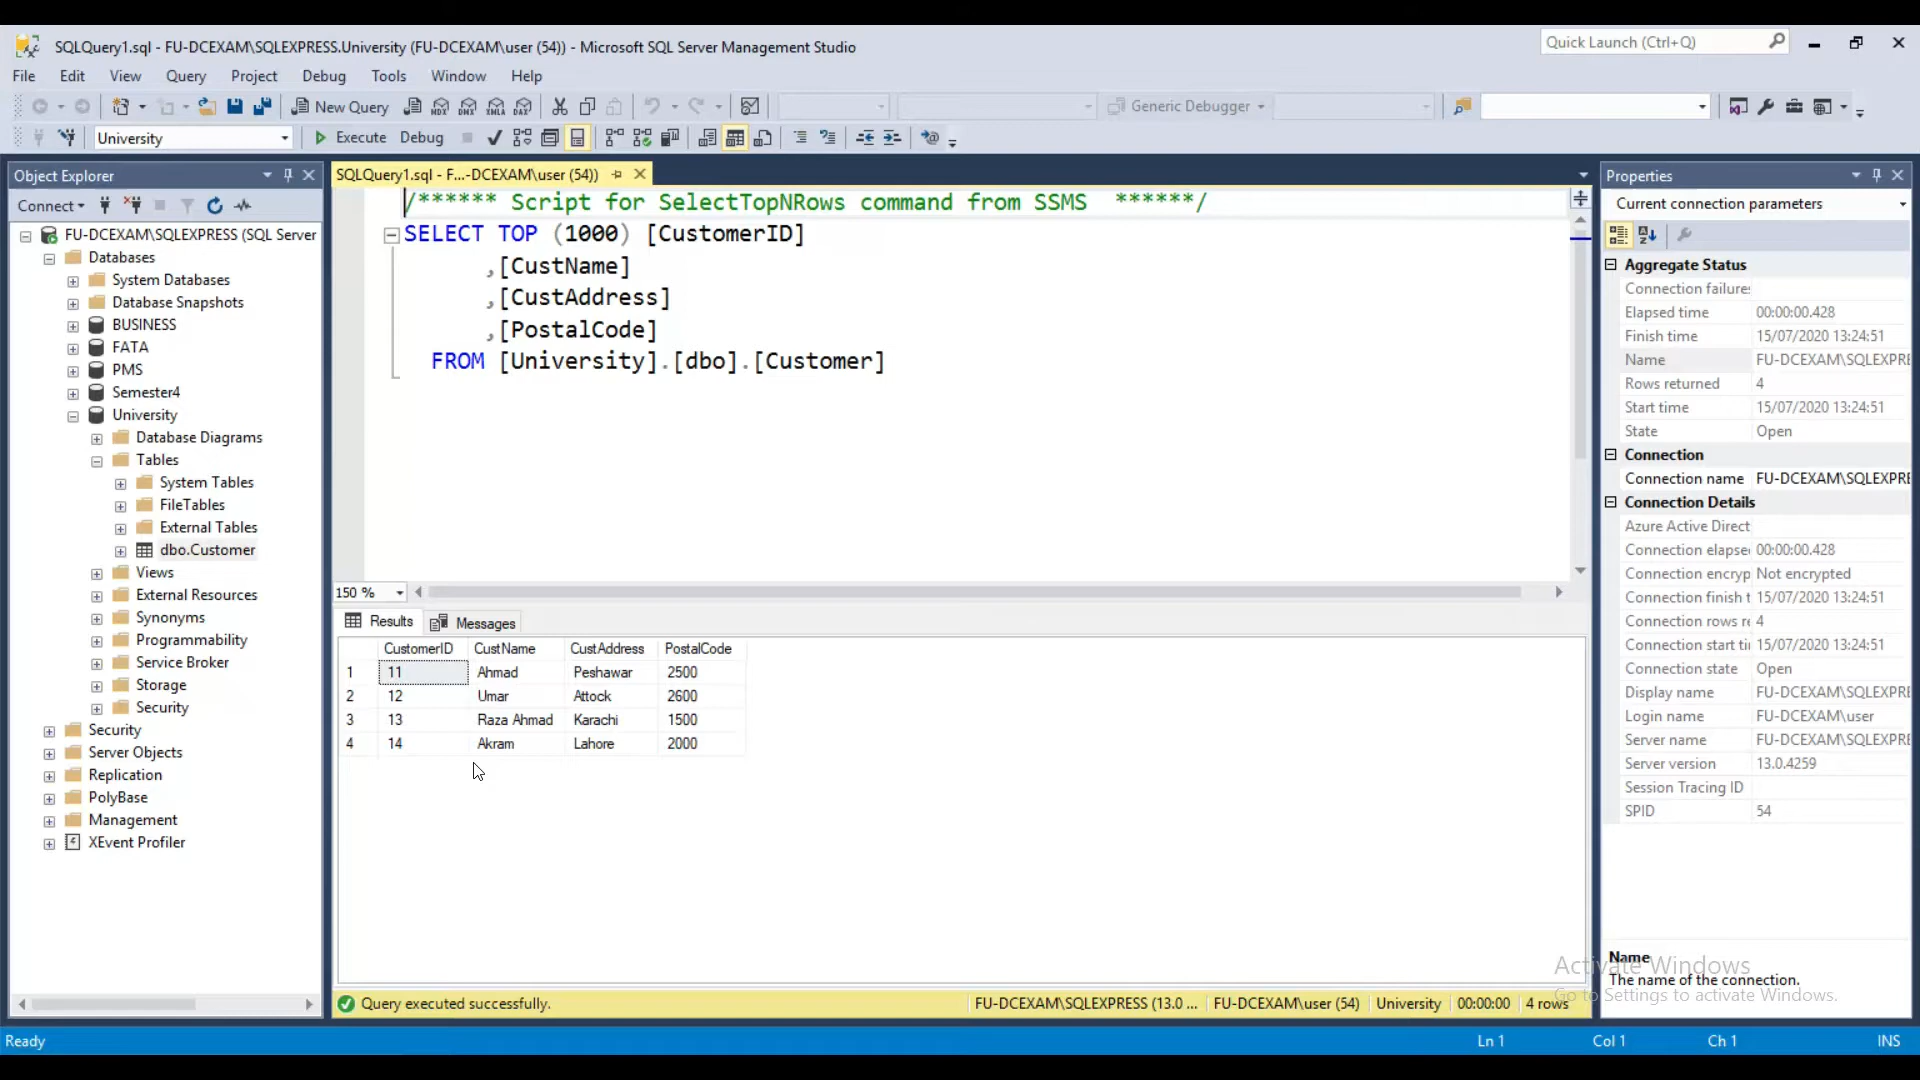 SQLQuery1.sql - FU-DCEXAM\SQLEXPRESS.University (FU-DCEXAM\user (54)) - Microsoft SQL Server Management Studio
Quick Launch (Ctrl+Q)
File Edit View Query Project Debug Tools Window Help
New Query
MDX DMX XMLA DAX
Generic Debugger
University
Execute Debug
Object Explorer
Connect
FU-DCEXAM\SQLEXPRESS (SQL Server
Databases
System Databases
Database Snapshots
BUSINESS
FATA
PMS
Semester4
University
Database Diagrams
Tables
System Tables
FileTables
External Tables
dbo.Customer
Views
External Resources
Synonyms
Programmability
Service Broker
Storage
Security
Security
Server Objects
Replication
PolyBase
Management
XEvent Profiler
SQLQuery1.sql - F...-DCEXAM\user (54))
/****** Script for SelectTopNRows command from SSMS ******/
SELECT TOP (1000) [CustomerID]
,[CustName]
,[CustAddress]
,[PostalCode]
FROM [University].[dbo].[Customer]
150 %
Results Messages
CustomerID CustName CustAddress PostalCode
1 11 Ahmad Peshawar 2500
2 12 Umar Attock 2600
3 13 Raza Ahmad Karachi 1500
4 14 Akram Lahore 2000
Query executed successfully.
FU-DCEXAM\SQLEXPRESS (13.0 ... FU-DCEXAM\user (54) University 00:00:00 4 rows
Properties
Current connection parameters
Aggregate Status
Connection failures
Elapsed time 00:00:00.428
Finish time 15/07/2020 13:24:51
Name FU-DCEXAM\SQLEXPRE
Rows returned 4
Start time 15/07/2020 13:24:51
State Open
Connection
Connection name FU-DCEXAM\SQLEXPRE
Connection Details
Azure Active Direct
Connection elapse 00:00:00.428
Connection encryp Not encrypted
Connection finish t 15/07/2020 13:24:51
Connection rows re 4
Connection start ti 15/07/2020 13:24:51
Connection state Open
Display name FU-DCEXAM\SQLEXPRE
Login name FU-DCEXAM\user
Server name FU-DCEXAM\SQLEXPRE
Server version 13.0.4259
Session Tracing ID
SPID 54
Name
The name of the connection.
Activate Windows
Go to Settings to activate Windows.
Ready
Ln 1 Col 1 Ch 1 INS